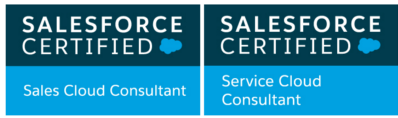 SALESFORCE
CERTIFIED
Sales Cloud Consultant
SALESFORCE
CERTIFIED
Service Cloud
Consultant